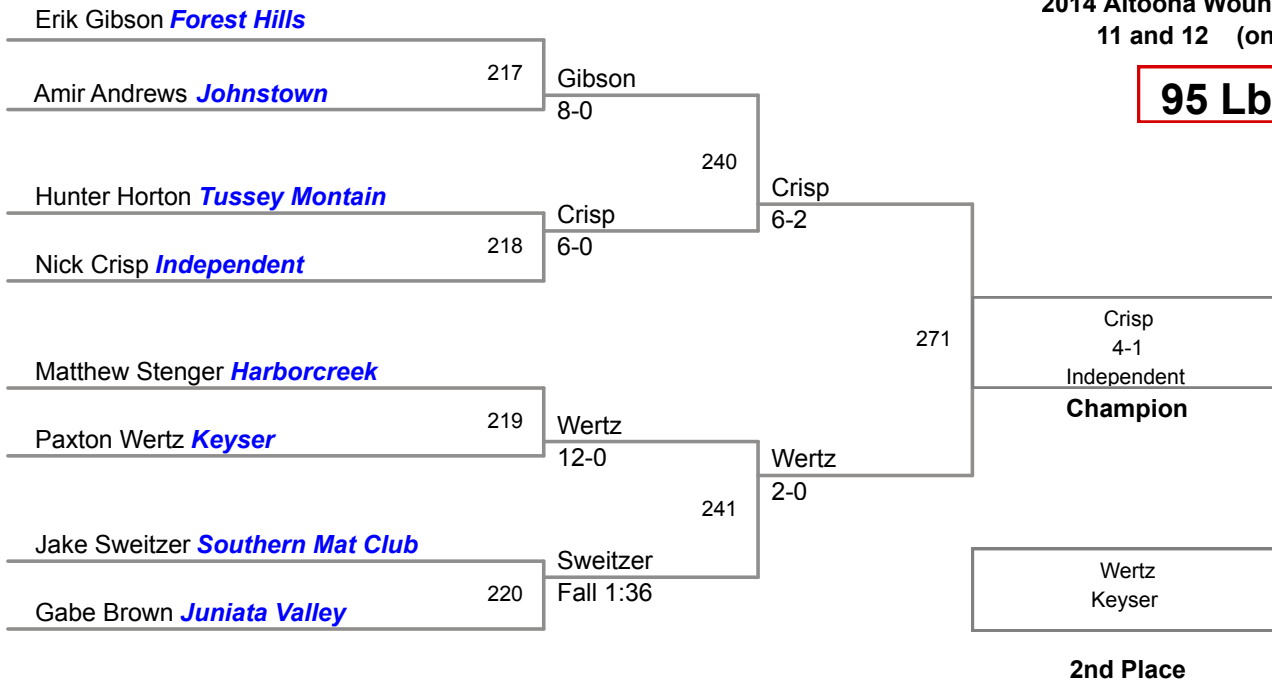 2014 Altoona Woun
11 and 12 (on
95 Lb
Erik Gibson Forest Hills
217
Amir Andrews Johnstown
Gibson
8-0
240
Hunter Horton Tussey Montain
218
Nick Crisp Independent
Crisp
6-0
Crisp
6-2
271
Crisp
4-1
Independent
Champion
Matthew Stenger Harborcreek
219
Paxton Wertz Keyser
Wertz
12-0
241
Wertz
2-0
Jake Sweitzer Southern Mat Club
220
Gabe Brown Juniata Valley
Sweitzer
Fall 1:36
Wertz
Keyser
2nd Place